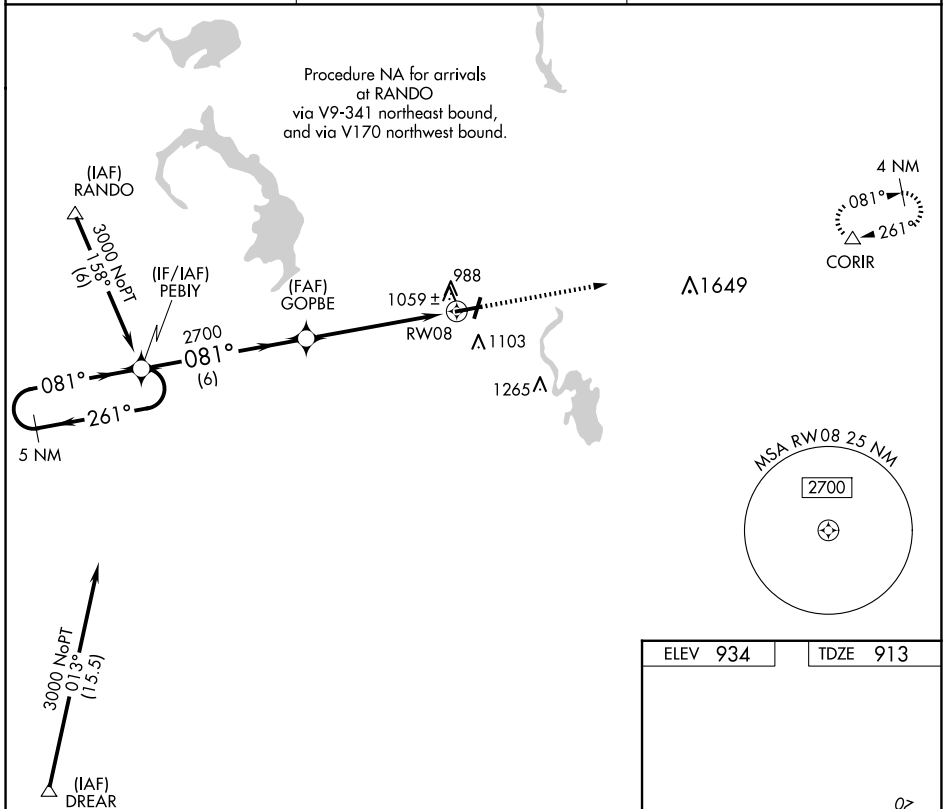 Procedure NA for arrivals
at RANDO
via V9-341 northeast bound,
and via V170 northwest bound.
4 NM
081°
261°
CORIR
(IAF)
RANDO
3000 NoPT
158°
(6)
(IF/IAF)
PEBIY
(FAF)
GOPBE
988
1059 ±
RW08
1649
1103
2700
081°
(6)
1265
081°
261°
5 NM
MSA RW08 25 NM
2700
3000 NoPT
013°
(15.5)
(IAF)
DREAR
ELEV 934
TDZE 913